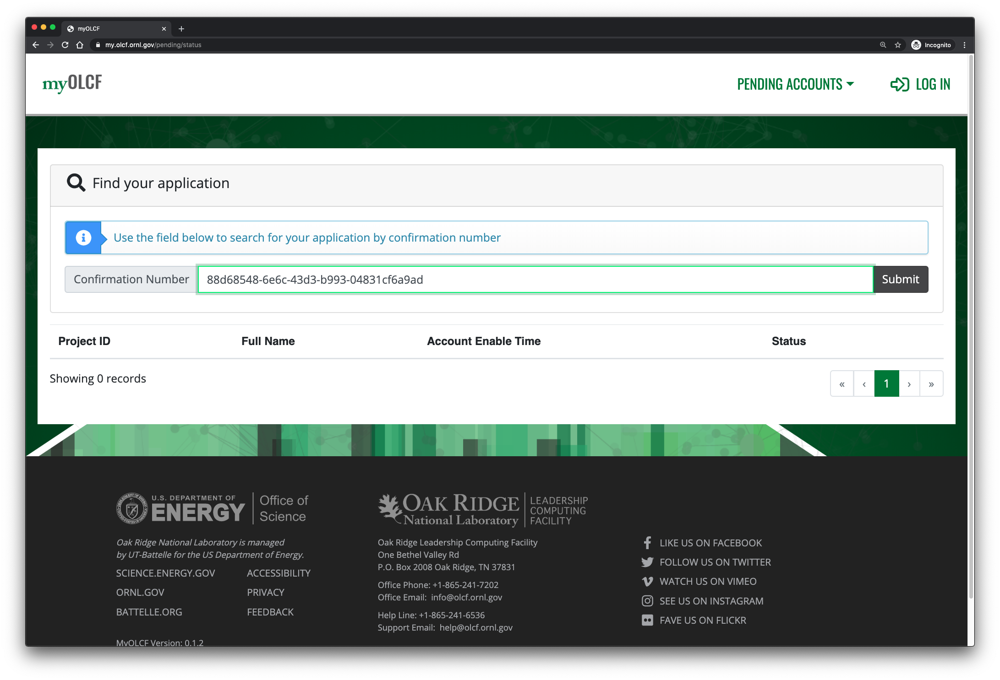 myOLCF
my.olcf.ornl.gov/pending/status
Incognito
myOLCF
PENDING ACCOUNTS
LOG IN
Find your application
Use the field below to search for your application by confirmation number
Confirmation Number
88d68548-6e6c-43d3-b993-04831cf6a9ad
Submit
Project ID
Full Name
Account Enable Time
Status
Showing 0 records
« ‹ 1 › »
U.S. DEPARTMENT OF
ENERGY
Office of
Science
Oak Ridge National Laboratory is managed
by UT-Battelle for the US Department of Energy.
SCIENCE.ENERGY.GOV
ACCESSIBILITY
ORNL.GOV
PRIVACY
BATTELLE.ORG
FEEDBACK
MyOLCF Version: 0.1.2
OAK RIDGE
National Laboratory
LEADERSHIP
COMPUTING
FACILITY
Oak Ridge Leadership Computing Facility
One Bethel Valley Rd
P.O. Box 2008 Oak Ridge, TN 37831
Office Phone: +1-865-241-7202
Office Email: info@olcf.ornl.gov
Help Line: +1-865-241-6536
Support Email: help@olcf.ornl.gov
LIKE US ON FACEBOOK
FOLLOW US ON TWITTER
WATCH US ON VIMEO
SEE US ON INSTAGRAM
FAVE US ON FLICKR